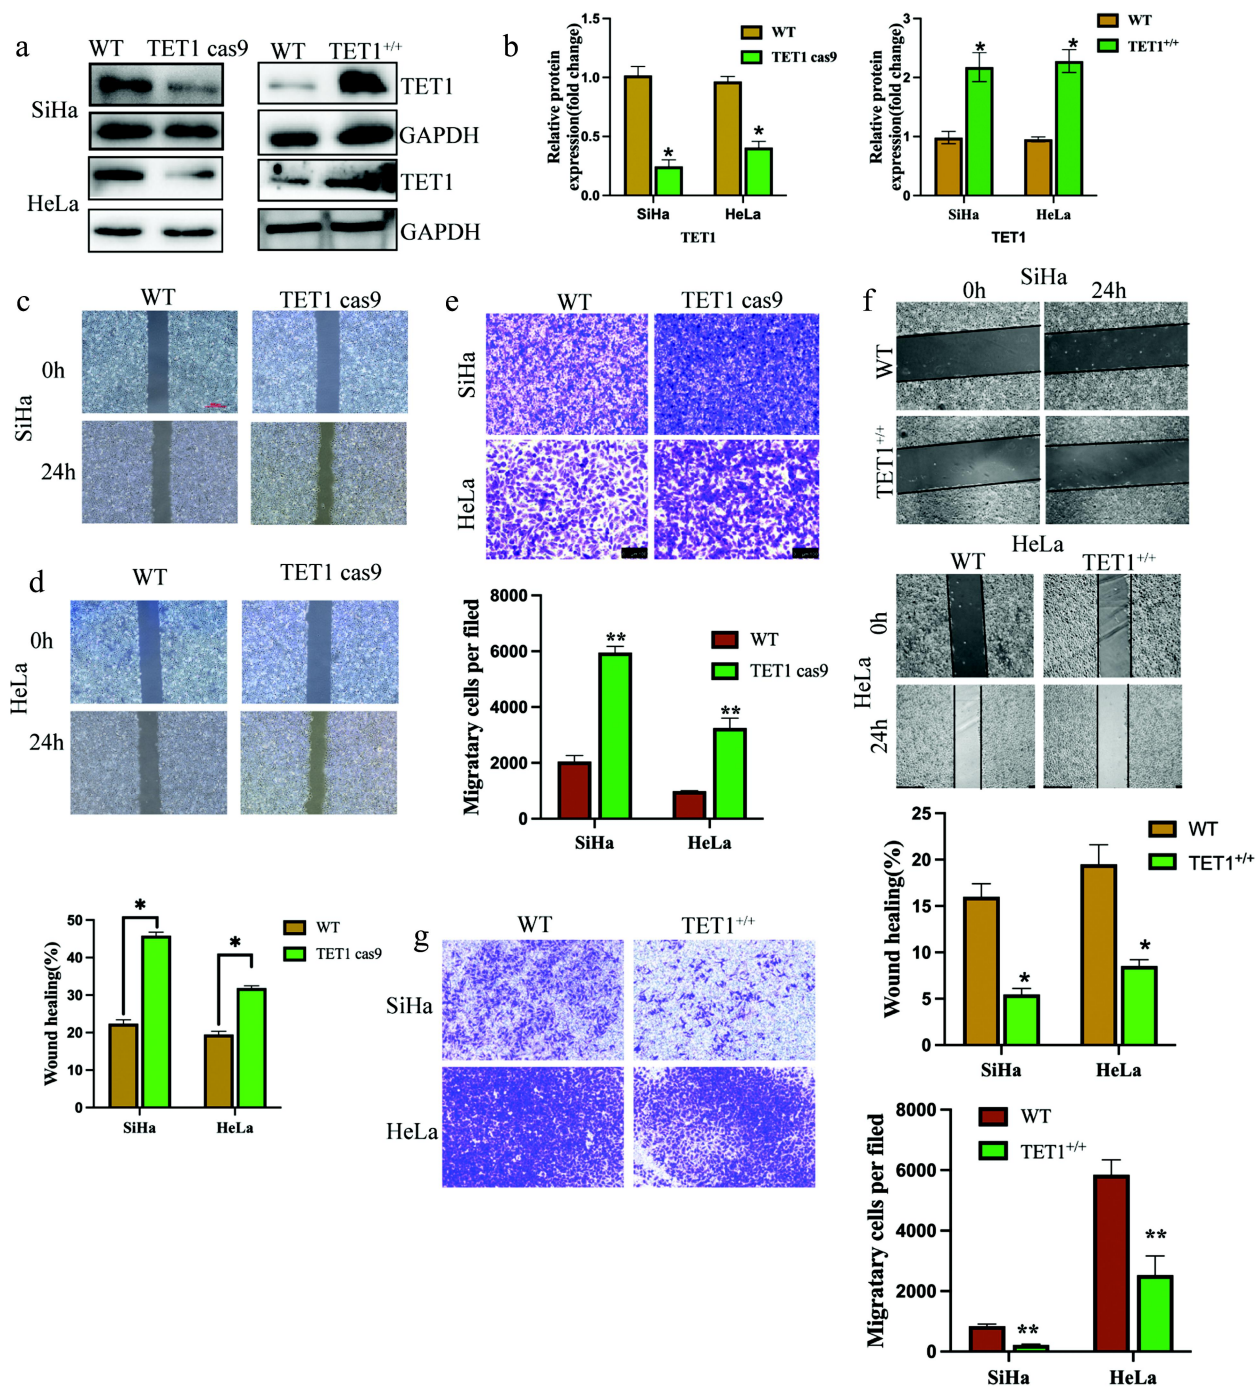 a
WT TET1 cas9
WT TET1+/+
SiHa
TET1
GAPDH
HeLa
TET1
GAPDH
b
Relative protein
expression(fold change)
1.5
1.0
0.5
0.0
WT
TET1 cas9
*
*
SiHa HeLa
TET1
Relative protein
expression(fold change)
3
2
1
0
WT
TET1+/+
*
*
SiHa HeLa
TET1
c
WT TET1 cas9
0h
SiHa
24h
d
WT TET1 cas9
0h
HeLa
24h
Wound healing(%)
50
40
30
20
10
0
*
*
WT
TET1 cas9
SiHa HeLa
e
WT TET1 cas9
SiHa
HeLa
Migratary cells per filed
8000
6000
4000
2000
0
**
**
WT
TET1 cas9
SiHa HeLa
f
SiHa
0h 24h
WT
TET1+/+
HeLa
WT TET1+/+
0h
HeLa
24h
Wound healing(%)
25
20
15
10
5
0
WT
TET1+/+
*
*
SiHa HeLa
g
WT TET1+/+
SiHa
HeLa
Migratary cells per filed
8000
6000
4000
2000
0
WT
TET1+/+
**
**
SiHa HeLa